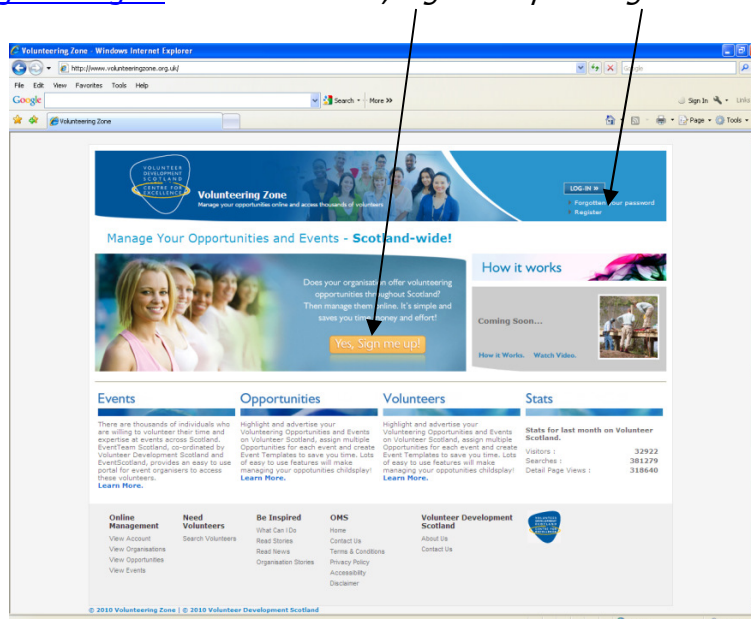 Volunteering Zone - Windows Internet Explorer
http://www.volunteeringzone.org.uk/
Google
File Edit View Favorites Tools Help
Google
Search
More »
Sign In
Links
Volunteering Zone
Page
Tools
VOLUNTEER
DEVELOPMENT
SCOTLAND
CENTRE FOR
EXCELLENCE
Volunteering Zone
Manage your opportunities online and access thousands of volunteers
LOG-IN »
Forgotten your password
Register
Manage Your Opportunities and Events - Scotland-wide!
Does your organisation offer volunteering
opportunities throughout Scotland?
Then manage them online. It's simple and
saves you time, money and effort!
Yes, Sign me up!
How it works
Coming Soon...
How it Works. Watch Video.
Events
There are thousands of individuals who
are willing to volunteer their time and
expertise at events across Scotland.
EventTeam Scotland, co-ordinated by
Volunteer Development Scotland and
EventScotland, provides an easy to use
portal for event organisers to access
these volunteers.
Learn More.
Opportunities
Highlight and advertise your
Volunteering Opportunities and Events
on Volunteer Scotland, assign multiple
Opportunities for each event and create
Event Templates to save you time. Lots
of easy to use features will make
managing your oppotunities childsplay!
Learn More.
Volunteers
Highlight and advertise your
Volunteering Opportunities and Events
on Volunteer Scotland, assign multiple
Opportunities for each event and create
Event Templates to save you time. Lots
of easy to use features will make
managing your oppotunities childsplay!
Learn More.
Stats
Stats for last month on Volunteer
Scotland.
Visitors : 32922
Searches : 381279
Detail Page Views : 318640
Online
Management
View Account
View Organisations
View Opportunities
View Events
Need
Volunteers
Search Volunteers
Be Inspired
What Can I Do
Read Stories
Read News
Organisation Stories
OMS
Home
Contact Us
Terms & Conditions
Privacy Policy
Accessibility
Disclaimer
Volunteer Development
Scotland
About Us
Contact Us
© 2010 Volunteering Zone | © 2010 Volunteer Development Scotland